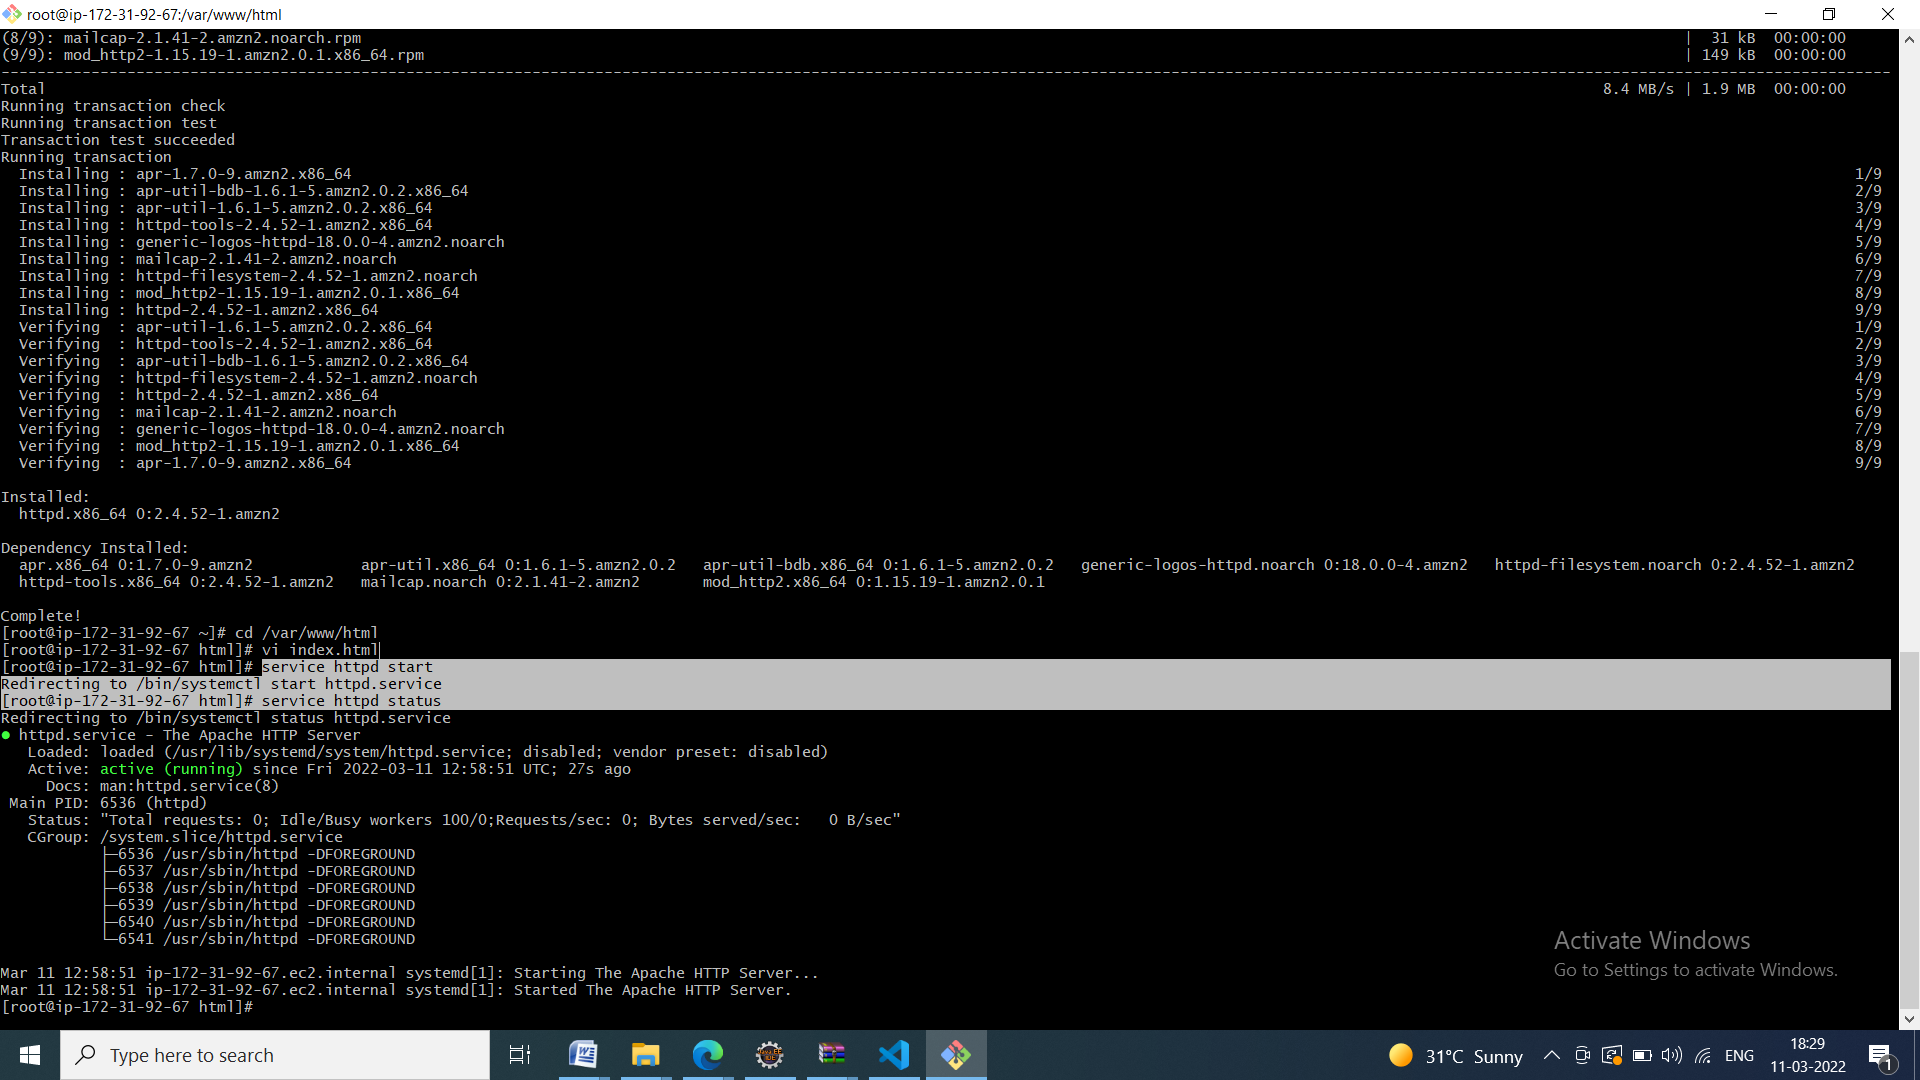 root@ip-172-31-92-67:/var/www/html
(8/9): mailcap-2.1.41-2.amzn2.noarch.rpm | 31 kB 00:00:00
(9/9): mod_http2-1.15.19-1.amzn2.0.1.x86_64.rpm | 149 kB 00:00:00
--------------------------------------------------------------------------------
Total 8.4 MB/s | 1.9 MB 00:00:00
Running transaction check
Running transaction test
Transaction test succeeded
Running transaction
Installing : apr-1.7.0-9.amzn2.x86_64 1/9
Installing : apr-util-bdb-1.6.1-5.amzn2.0.2.x86_64 2/9
Installing : apr-util-1.6.1-5.amzn2.0.2.x86_64 3/9
Installing : httpd-tools-2.4.52-1.amzn2.x86_64 4/9
Installing : generic-logos-httpd-18.0.0-4.amzn2.noarch 5/9
Installing : mailcap-2.1.41-2.amzn2.noarch 6/9
Installing : httpd-filesystem-2.4.52-1.amzn2.noarch 7/9
Installing : mod_http2-1.15.19-1.amzn2.0.1.x86_64 8/9
Installing : httpd-2.4.52-1.amzn2.x86_64 9/9
Verifying : apr-util-1.6.1-5.amzn2.0.2.x86_64 1/9
Verifying : httpd-tools-2.4.52-1.amzn2.x86_64 2/9
Verifying : apr-util-bdb-1.6.1-5.amzn2.0.2.x86_64 3/9
Verifying : httpd-filesystem-2.4.52-1.amzn2.noarch 4/9
Verifying : httpd-2.4.52-1.amzn2.x86_64 5/9
Verifying : mailcap-2.1.41-2.amzn2.noarch 6/9
Verifying : generic-logos-httpd-18.0.0-4.amzn2.noarch 7/9
Verifying : mod_http2-1.15.19-1.amzn2.0.1.x86_64 8/9
Verifying : apr-1.7.0-9.amzn2.x86_64 9/9
Installed:
httpd.x86_64 0:2.4.52-1.amzn2
Dependency Installed:
apr.x86_64 0:1.7.0-9.amzn2 apr-util.x86_64 0:1.6.1-5.amzn2.0.2 apr-util-bdb.x86_64 0:1.6.1-5.amzn2.0.2 generic-logos-httpd.noarch 0:18.0.0-4.amzn2 httpd-filesystem.noarch 0:2.4.52-1.amzn2
httpd-tools.x86_64 0:2.4.52-1.amzn2 mailcap.noarch 0:2.1.41-2.amzn2 mod_http2.x86_64 0:1.15.19-1.amzn2.0.1
Complete!
[root@ip-172-31-92-67 ~]# cd /var/www/html
[root@ip-172-31-92-67 html]# vi index.html
[root@ip-172-31-92-67 html]# service httpd start
Redirecting to /bin/systemctl start httpd.service
[root@ip-172-31-92-67 html]# service httpd status
Redirecting to /bin/systemctl status httpd.service
● httpd.service - The Apache HTTP Server
Loaded: loaded (/usr/lib/systemd/system/httpd.service; disabled; vendor preset: disabled)
Active: active (running) since Fri 2022-03-11 12:58:51 UTC; 27s ago
Docs: man:httpd.service(8)
Main PID: 6536 (httpd)
Status: "Total requests: 0; Idle/Busy workers 100/0;Requests/sec: 0; Bytes served/sec: 0 B/sec"
CGroup: /system.slice/httpd.service
├─6536 /usr/sbin/httpd -DFOREGROUND
├─6537 /usr/sbin/httpd -DFOREGROUND
├─6538 /usr/sbin/httpd -DFOREGROUND
├─6539 /usr/sbin/httpd -DFOREGROUND
├─6540 /usr/sbin/httpd -DFOREGROUND
└─6541 /usr/sbin/httpd -DFOREGROUND
Mar 11 12:58:51 ip-172-31-92-67.ec2.internal systemd[1]: Starting The Apache HTTP Server...
Mar 11 12:58:51 ip-172-31-92-67.ec2.internal systemd[1]: Started The Apache HTTP Server.
[root@ip-172-31-92-67 html]#
Activate Windows
Go to Settings to activate Windows.
Type here to search
31°C Sunny
ENG
18:29
11-03-2022
1